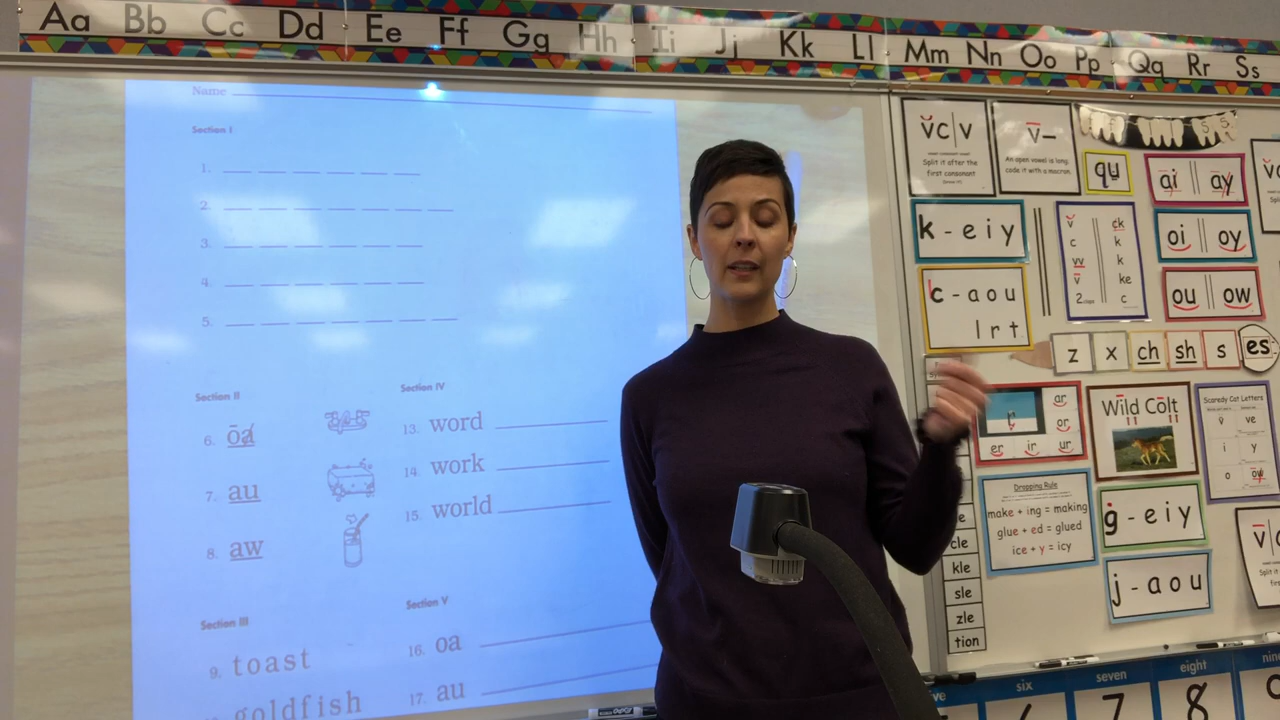 Aa Bb Cc Dd Ee Ff Gg Hh Ii Jj Kk Ll Mm Nn Oo Pp Qq Rr Ss
Name
Section I
1.
2.
3.
4.
5.
Section II
6. ōa
7. au
8. aw
Section III
9. toast
goldfish
Section IV
13. word
14. work
15. world
Section V
16. oa
17. au
v̆c|v
Split it after the
first consonant
v̄–
An open vowel is long;
code it with a macron.
qu
ai || ay
k - e i y
v̆ || ck
c || k
vv || k
v̄ || ke
c
oi || oy
ou || ow
c - a o u
l r t
z x ch sh s es
ar
or
er ir ur
Wīld Cōlt
Scaredy Cat Letters
v̆ ve
i y
o ow
Dropping Rule
make + ing = making
glue + ed = glued
ice + y = icy
ġ - e i y
j - a o u
cle
kle
sle
zle
tion
six seven eight
7 8